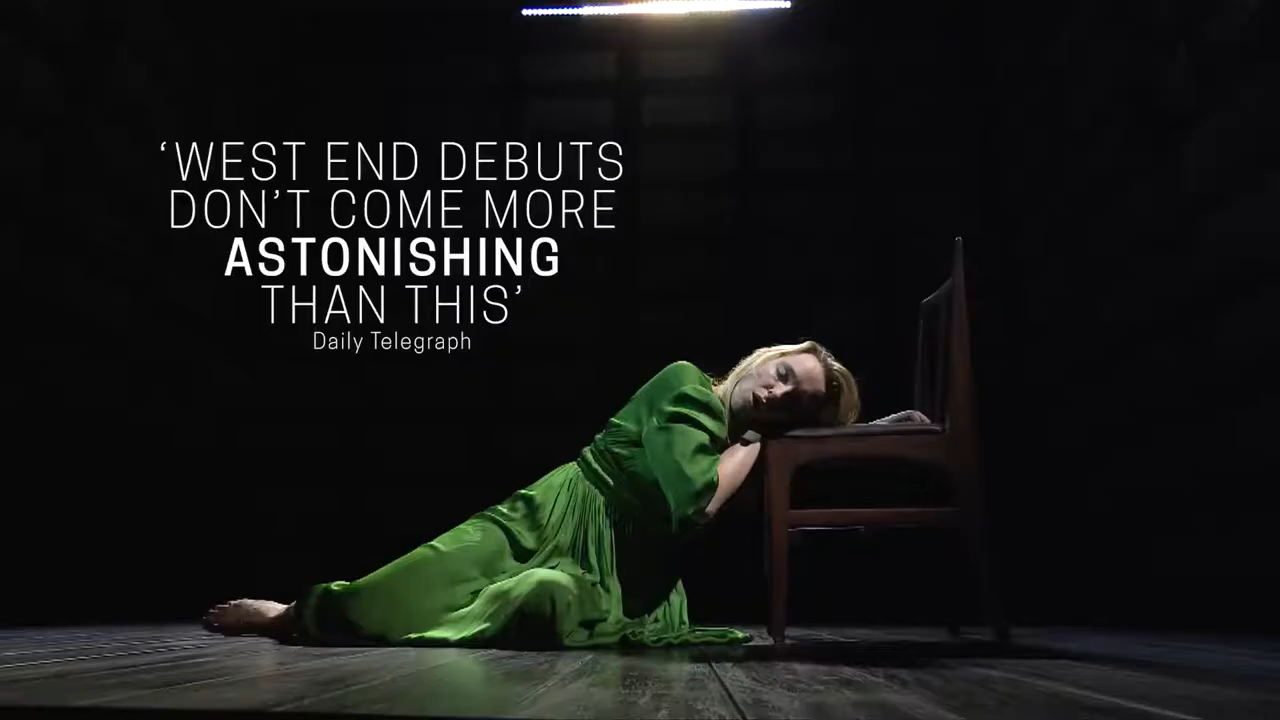 ‘WEST END DEBUTS
DON’T COME MORE
ASTONISHING
THAN THIS’
Daily Telegraph